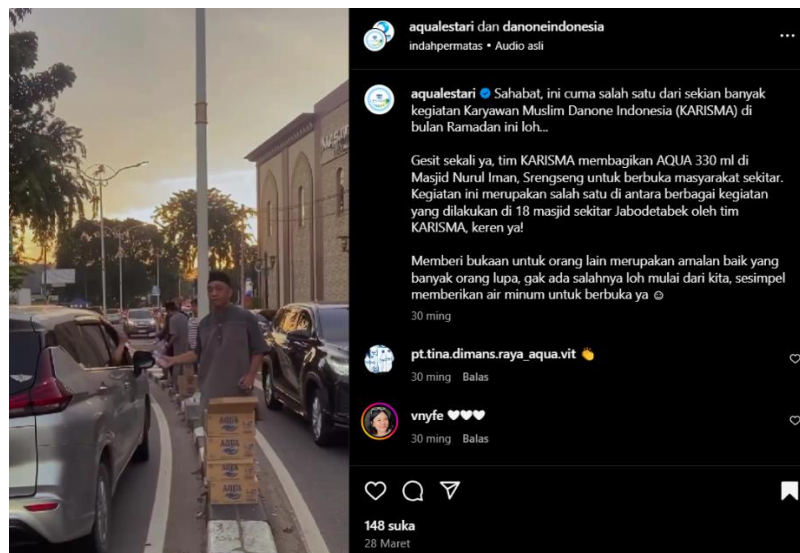 aqualestari dan danoneindonesia
indahpermatas • Audio asli
aqualestari Sahabat, ini cuma salah satu dari sekian banyak
kegiatan Karyawan Muslim Danone Indonesia (KARISMA) di
bulan Ramadan ini loh...
Gesit sekali ya, tim KARISMA membagikan AQUA 330 ml di
Masjid Nurul Iman, Srengseng untuk berbuka masyarakat sekitar.
Kegiatan ini merupakan salah satu di antara berbagai kegiatan
yang dilakukan di 18 masjid sekitar Jabodetabek oleh tim
KARISMA, keren ya!
Memberi bukaan untuk orang lain merupakan amalan baik yang
banyak orang lupa, gak ada salahnya loh mulai dari kita, sesimpel
memberikan air minum untuk berbuka ya ☺
30 ming
pt.tina.dimans.raya_aqua.vit 👏
30 ming Balas
vnyfe 🤍🤍🤍
30 ming Balas
148 suka
28 Maret
AQUA
AQUA
AQUA
AQUA